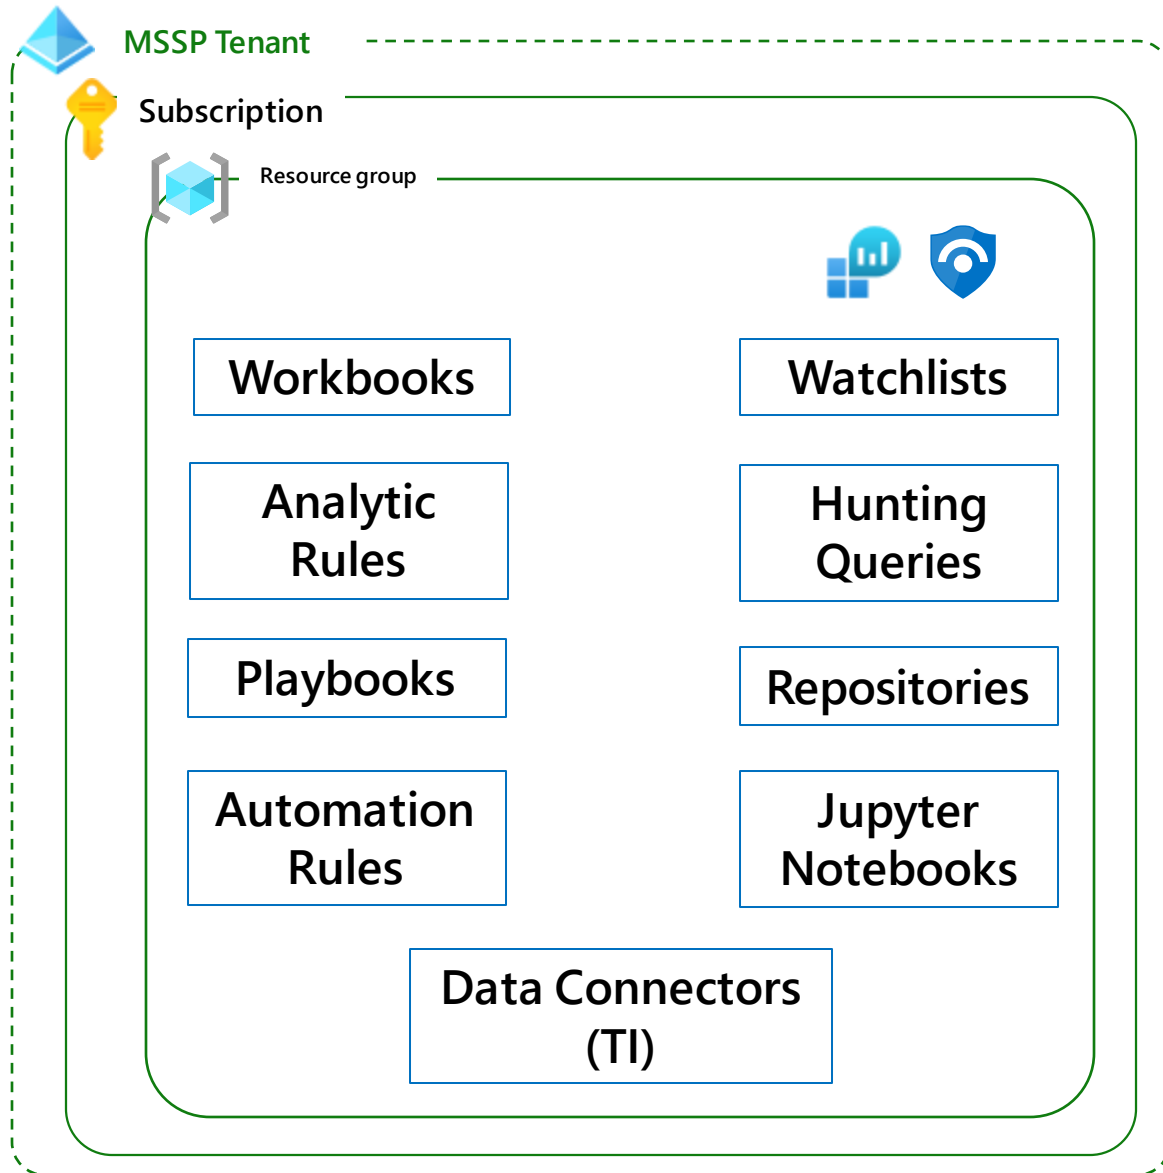 MSSP Tenant
Subscription
Resource group
Workbooks
Watchlists
Analytic
Rules
Hunting
Queries
Playbooks
Repositories
Automation
Rules
Jupyter
Notebooks
Data Connectors
(TI)